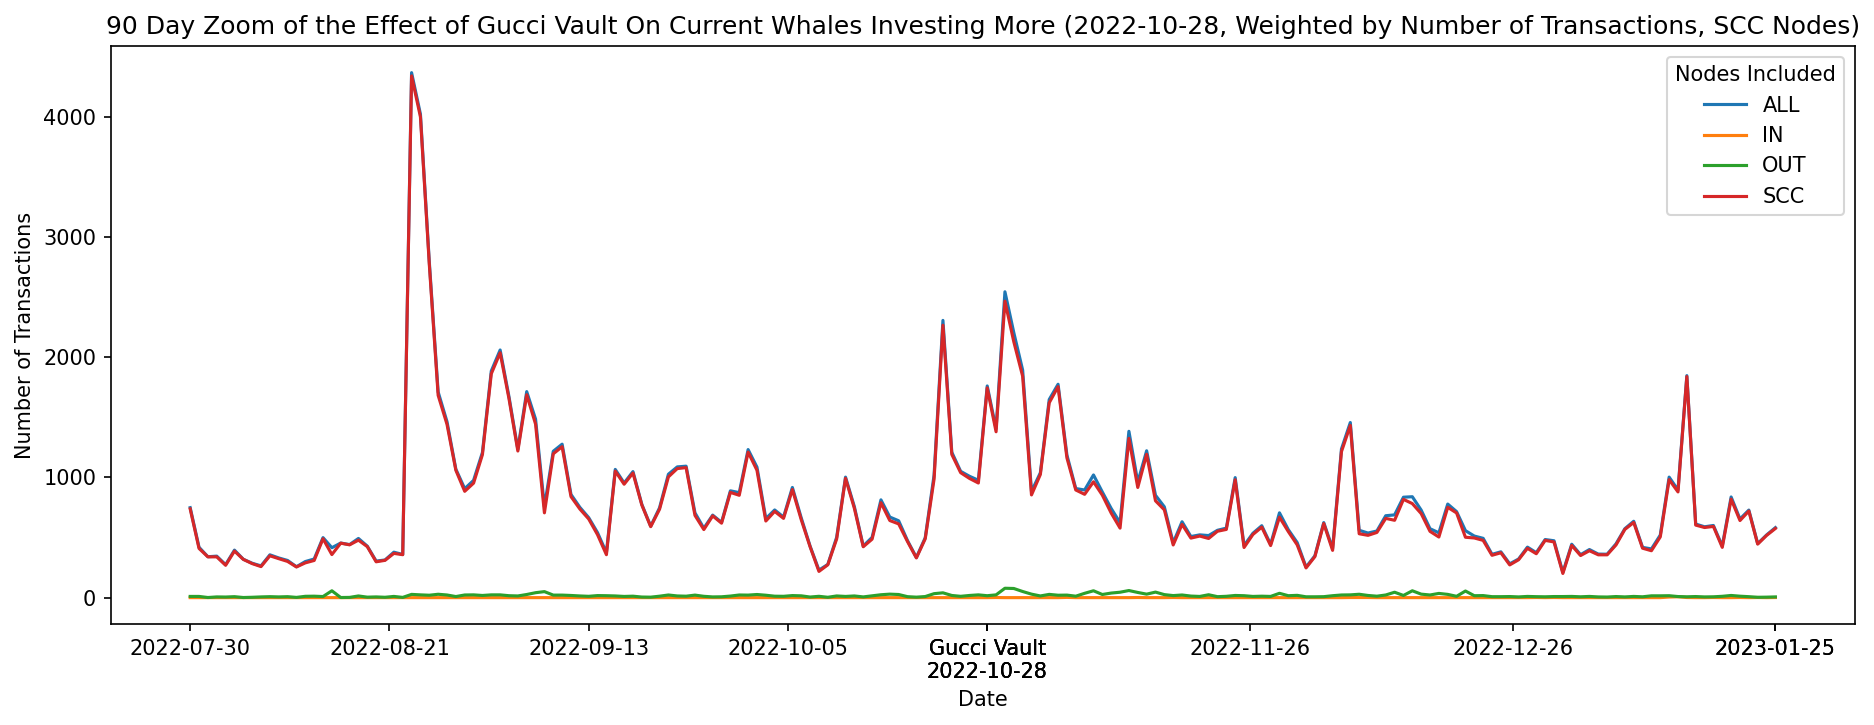 90 Day Zoom of the Effect of Gucci Vault On Current Whales Investing More (2022-10-28, Weighted by Number of Transactions, SCC Nodes)
Nodes Included
ALL
IN
OUT
SCC
Number of Transactions
4000
3000
2000
1000
0
2022-07-30
2022-08-21
2022-09-13
2022-10-05
Gucci Vault
2022-10-28
2022-11-26
2022-12-26
2023-01-25
Date